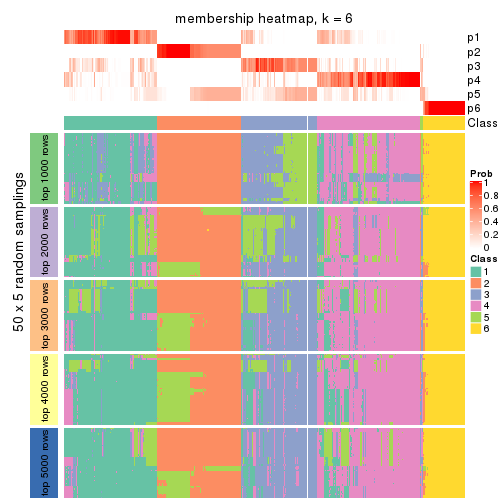 membership heatmap, k = 6
p1
p2
p3
p4
p5
p6
Class
50 x 5 random samplings
top 1000 rows
top 2000 rows
top 3000 rows
top 4000 rows
top 5000 rows
Prob
1
0.8
0.6
0.4
0.2
0
Class
1
2
3
4
5
6